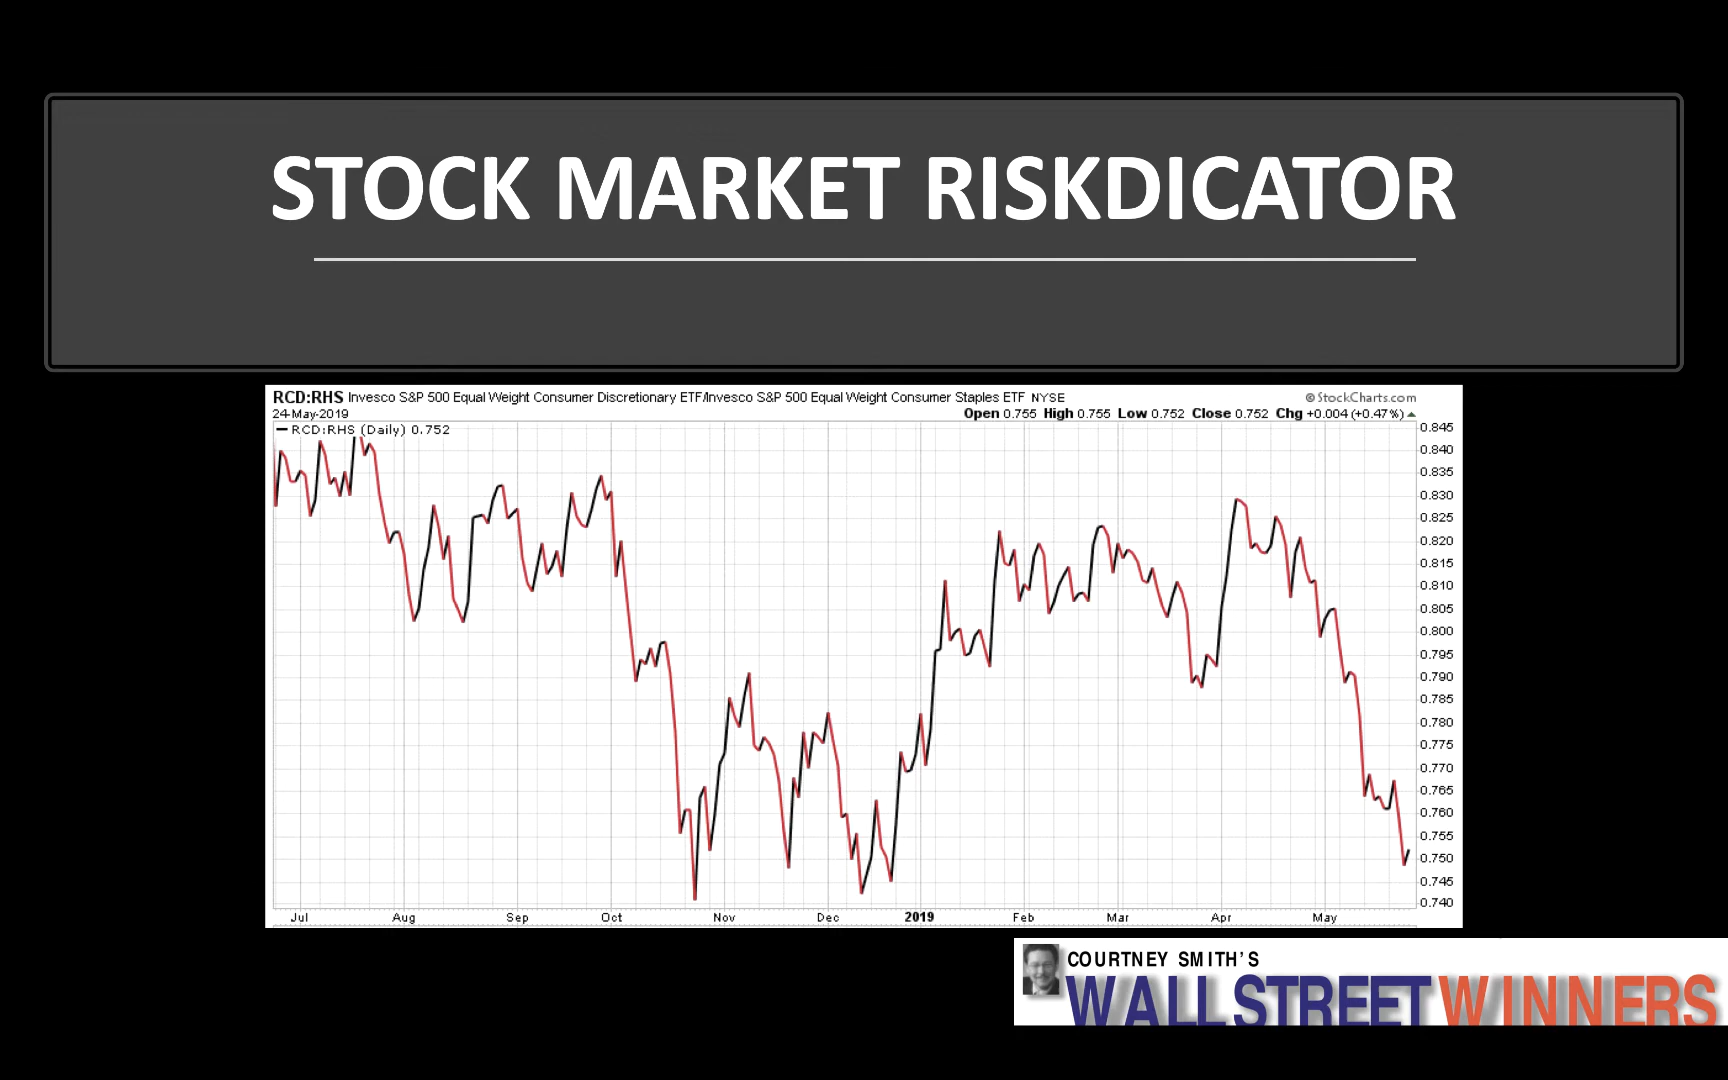 STOCK MARKET RISKDICATOR
RCD:RHS Invesco S&P 500 Equal Weight Consumer Discretionary ETF/Invesco S&P 500 Equal Weight Consumer Staples ETF NYSE
© StockCharts.com
24-May-2019
Open 0.755 High 0.755 Low 0.752 Close 0.752 Chg +0.004 (+0.47%)
RCD:RHS (Daily) 0.752
0.845
0.840
0.835
0.830
0.825
0.820
0.815
0.810
0.805
0.800
0.795
0.790
0.785
0.780
0.775
0.770
0.765
0.760
0.755
0.750
0.745
0.740
Jul Aug Sep Oct Nov Dec 2019 Feb Mar Apr May
COURTNEY SMITH'S
WALL STREET WINNERS